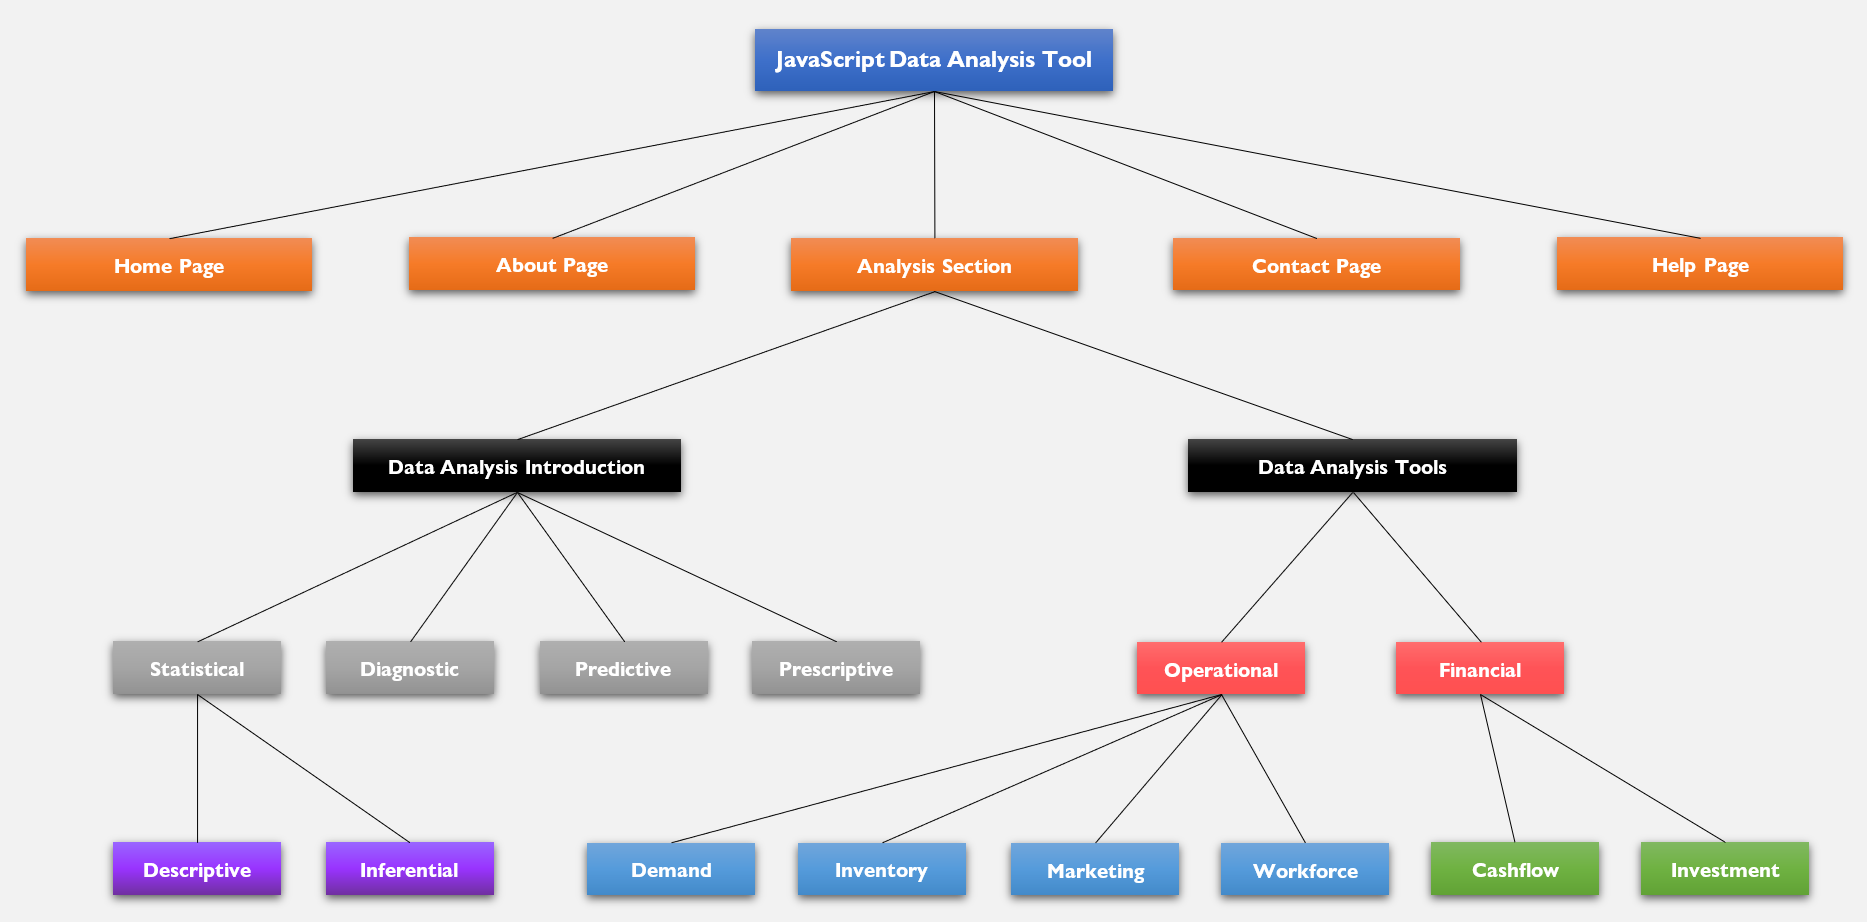 JavaScript Data Analysis Tool
Home Page
About Page
Analysis Section
Contact Page
Help Page
Data Analysis Introduction
Data Analysis Tools
Statistical
Diagnostic
Predictive
Prescriptive
Operational
Financial
Descriptive
Inferential
Demand
Inventory
Marketing
Workforce
Cashflow
Investment